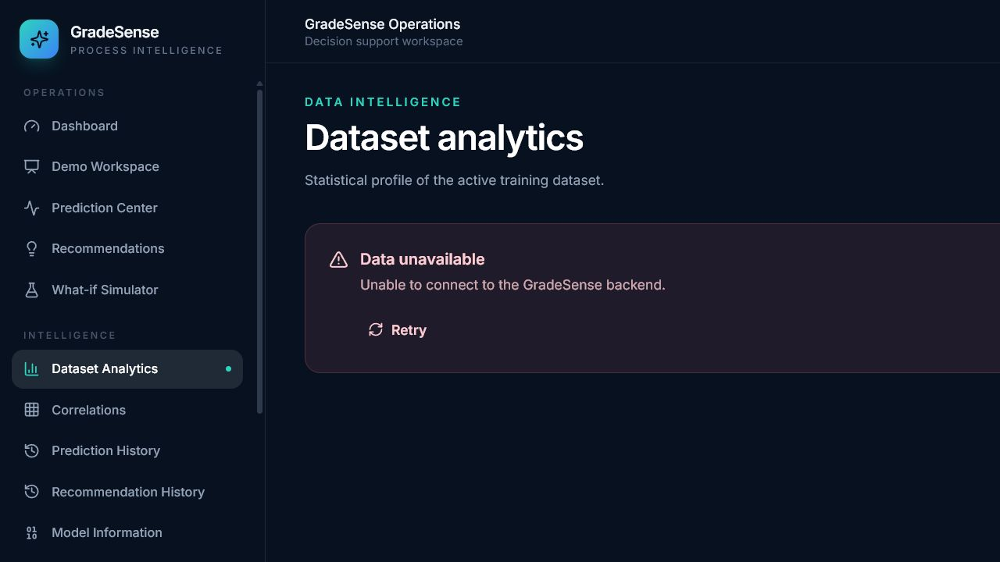 GradeSense
PROCESS INTELLIGENCE
OPERATIONS
Dashboard
Demo Workspace
Prediction Center
Recommendations
What-if Simulator
INTELLIGENCE
Dataset Analytics
Correlations
Prediction History
Recommendation History
Model Information
GradeSense Operations
Decision support workspace
DATA INTELLIGENCE
Dataset analytics
Statistical profile of the active training dataset.
Data unavailable
Unable to connect to the GradeSense backend.
Retry